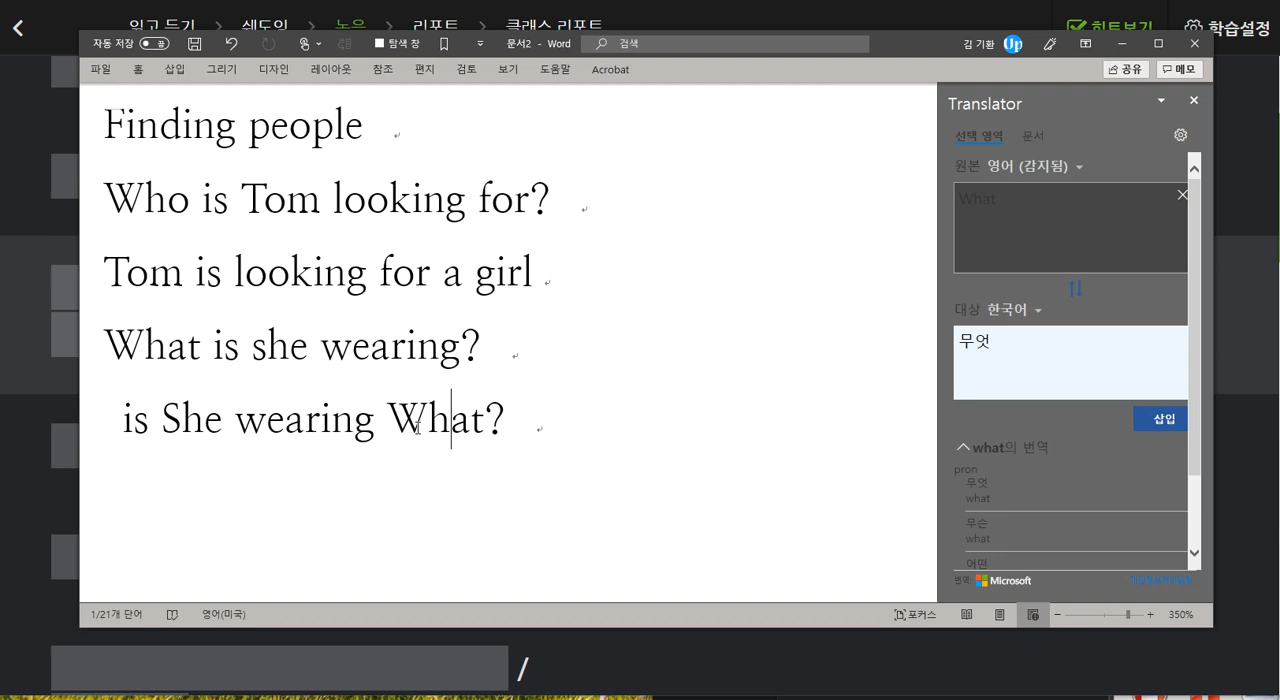 읽고 듣기 > 쉐도잉 > 녹음 > 리포트 > 클래스 리포트
힌트보기 학습설정
자동 저장 끔 탐색 창 문서2 - Word 검색 김 기환 Up
파일 홈 삽입 그리기 디자인 레이아웃 참조 편지 검토 보기 도움말 Acrobat 공유 메모
Finding people
Who is Tom looking for?
Tom is looking for a girl
What is she wearing?
is She wearing What?
Translator
선택 영역 문서
원본 영어 (감지됨)
What
대상 한국어
무엇
삽입
what의 번역
pron
무엇
what
무슨
what
어떤
번역: Microsoft
1/21개 단어 영어(미국) 포커스 350%
/